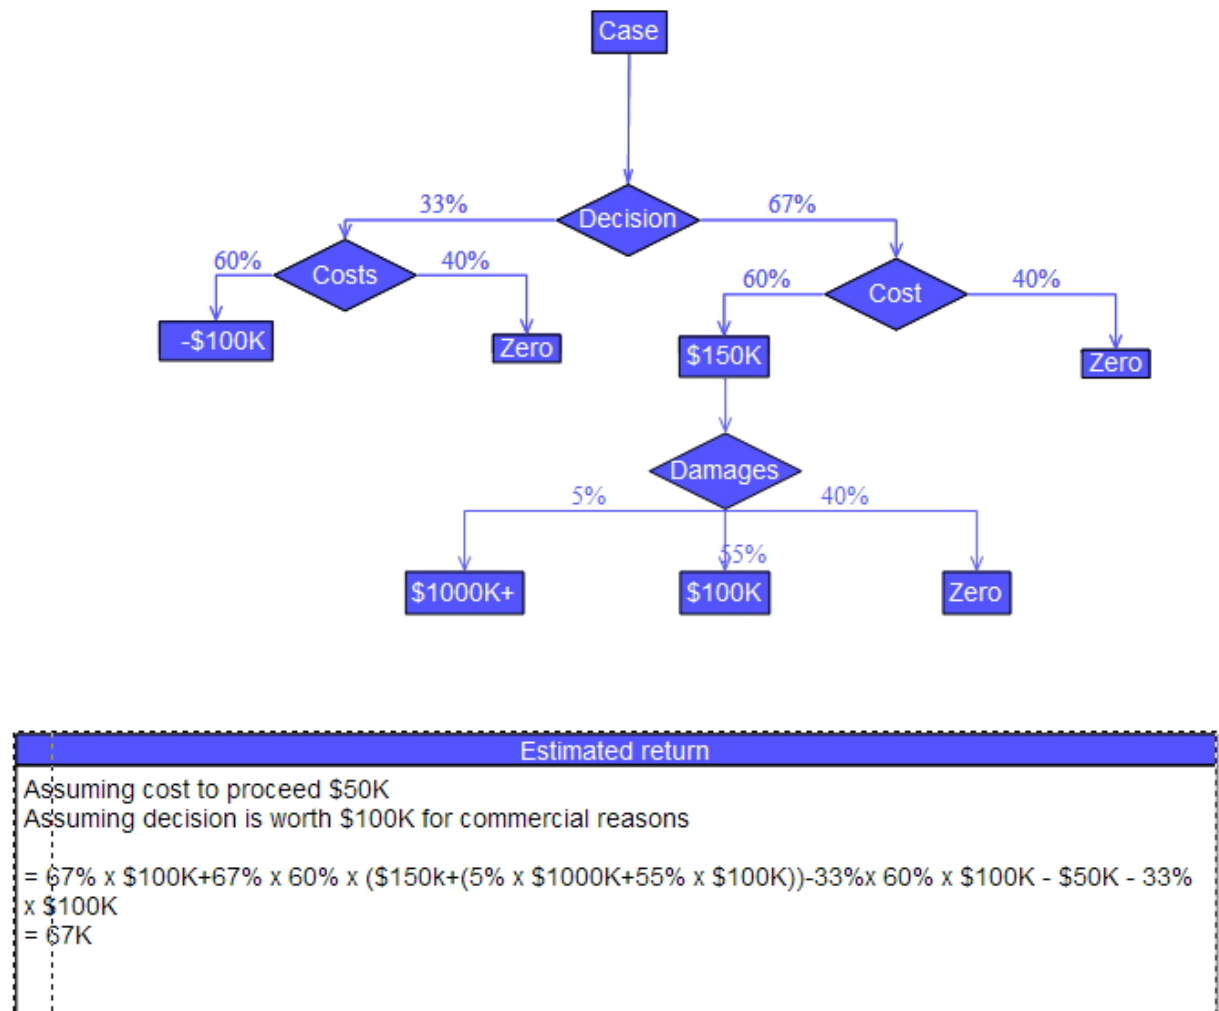 Case
Decision
33%
67%
Costs
60%
40%
Cost
60%
40%
-$100K
Zero
$150K
Zero
Damages
5%
40%
55%
$1000K+
$100K
Zero
Estimated return
Assuming cost to proceed $50K
Assuming decision is worth $100K for commercial reasons
= 67% x $100K+67% x 60% x ($150k+(5% x $1000K+55% x $100K))-33%x 60% x $100K - $50K - 33%
x $100K
= 67K